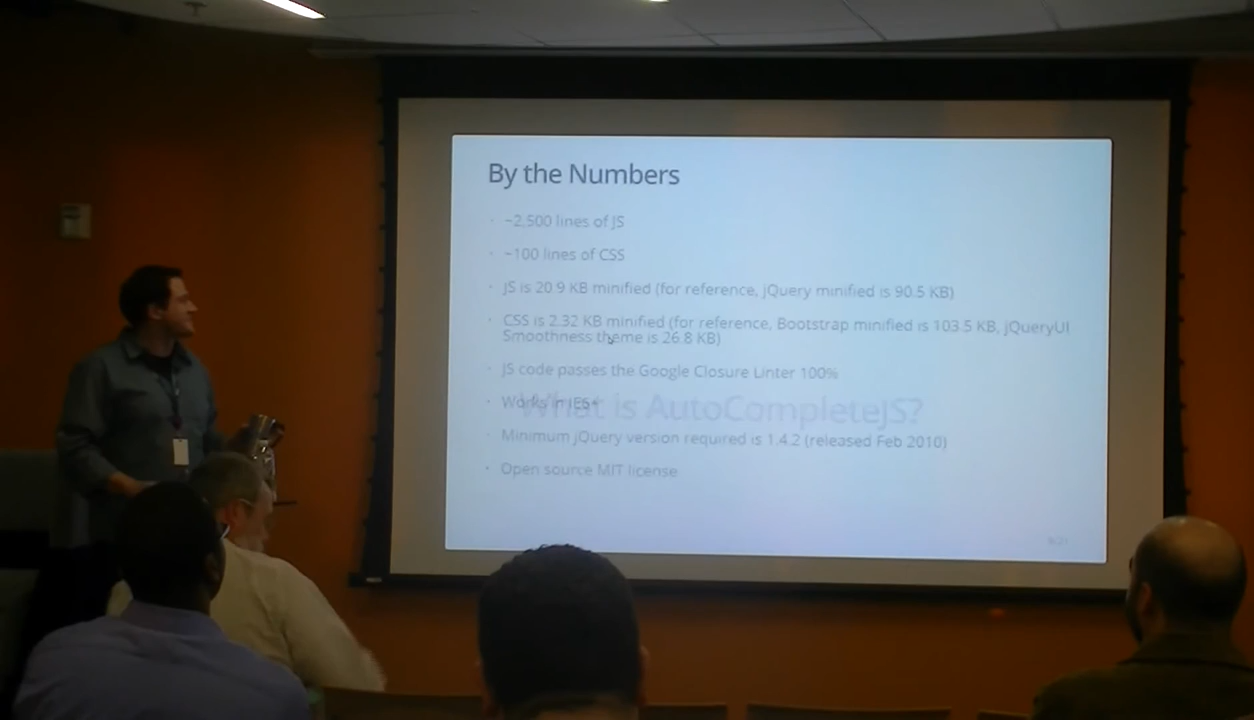 By the Numbers
~2,500 lines of JS
~100 lines of CSS
JS is 20.9 KB minified (for reference, jQuery minified is 90.5 KB)
CSS is 2.32 KB minified (for reference, Bootstrap minified is 103.5 KB, jQueryUI
Smoothness theme is 26.8 KB)
JS code passes the Google Closure Linter 100%
Works in IE6+
What is AutoCompleteJS?
Minimum jQuery version required is 1.4.2 (released Feb 2010)
Open source MIT license